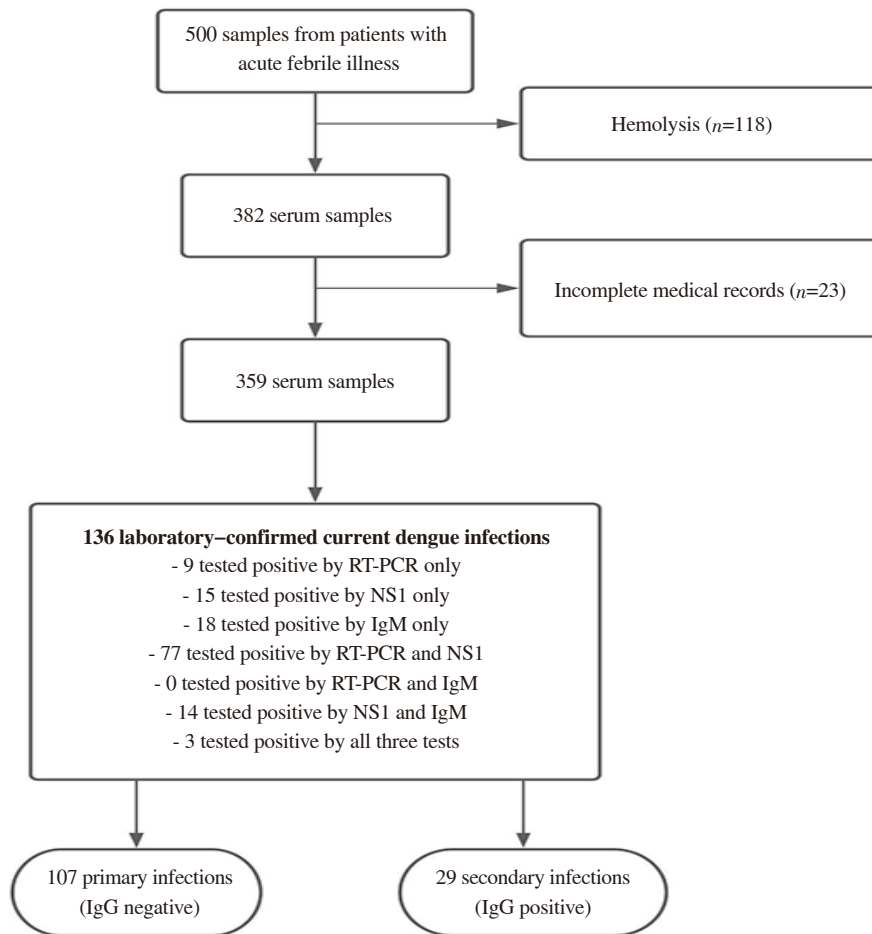 500 samples from patients with
acute febrile illness
Hemolysis (n=118)
382 serum samples
Incomplete medical records (n=23)
359 serum samples
136 laboratory–confirmed current dengue infections
- 9 tested positive by RT-PCR only
- 15 tested positive by NS1 only
- 18 tested positive by IgM only
- 77 tested positive by RT-PCR and NS1
- 0 tested positive by RT-PCR and IgM
- 14 tested positive by NS1 and IgM
- 3 tested positive by all three tests
107 primary infections
(IgG negative)
29 secondary infections
(IgG positive)